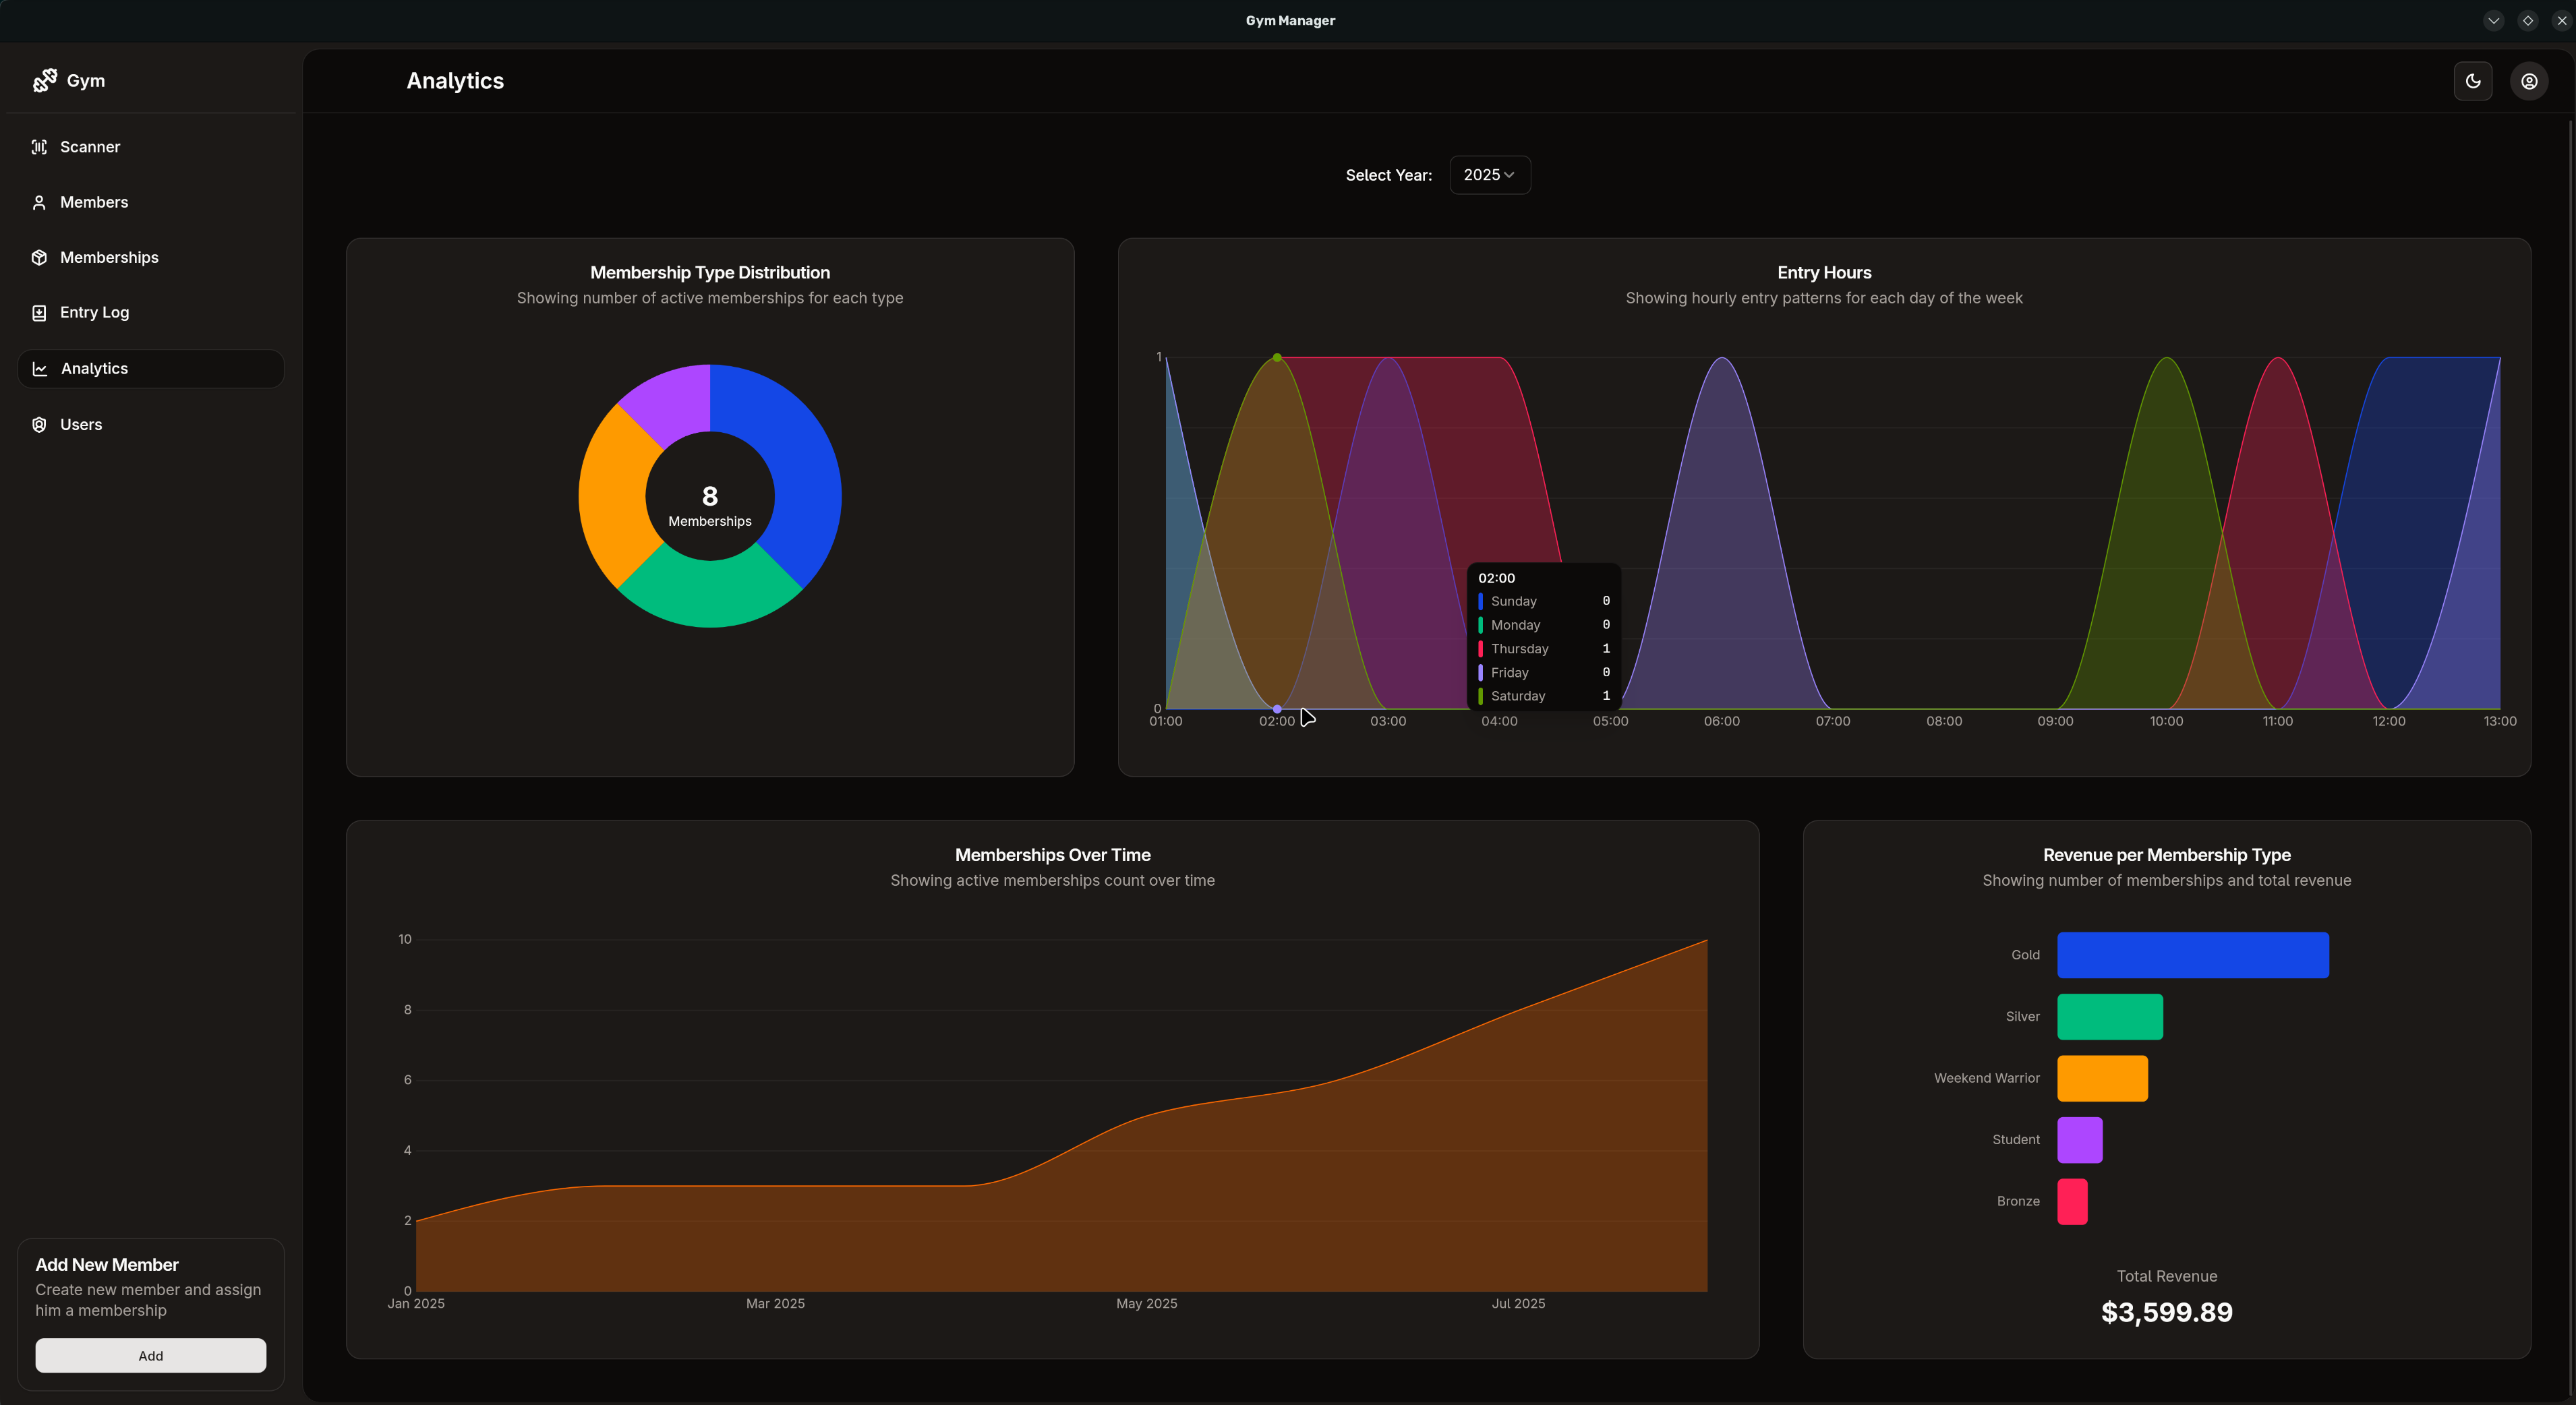 Gym Manager
Gym
Scanner
Members
Memberships
Entry Log
Analytics
Users
Add New Member
Create new member and assign
him a membership
Add
Analytics
Select Year:
2025
Membership Type Distribution
Showing number of active memberships for each type
8
Memberships
Entry Hours
Showing hourly entry patterns for each day of the week
1
0
01:00 02:00 03:00 04:00 05:00 06:00 07:00 08:00 09:00 10:00 11:00 12:00 13:00
02:00
Sunday 0
Monday 0
Thursday 1
Friday 0
Saturday 1
Memberships Over Time
Showing active memberships count over time
10
8
6
4
2
0
Jan 2025 Mar 2025 May 2025 Jul 2025
Revenue per Membership Type
Showing number of memberships and total revenue
Gold
Silver
Weekend Warrior
Student
Bronze
Total Revenue
$3,599.89